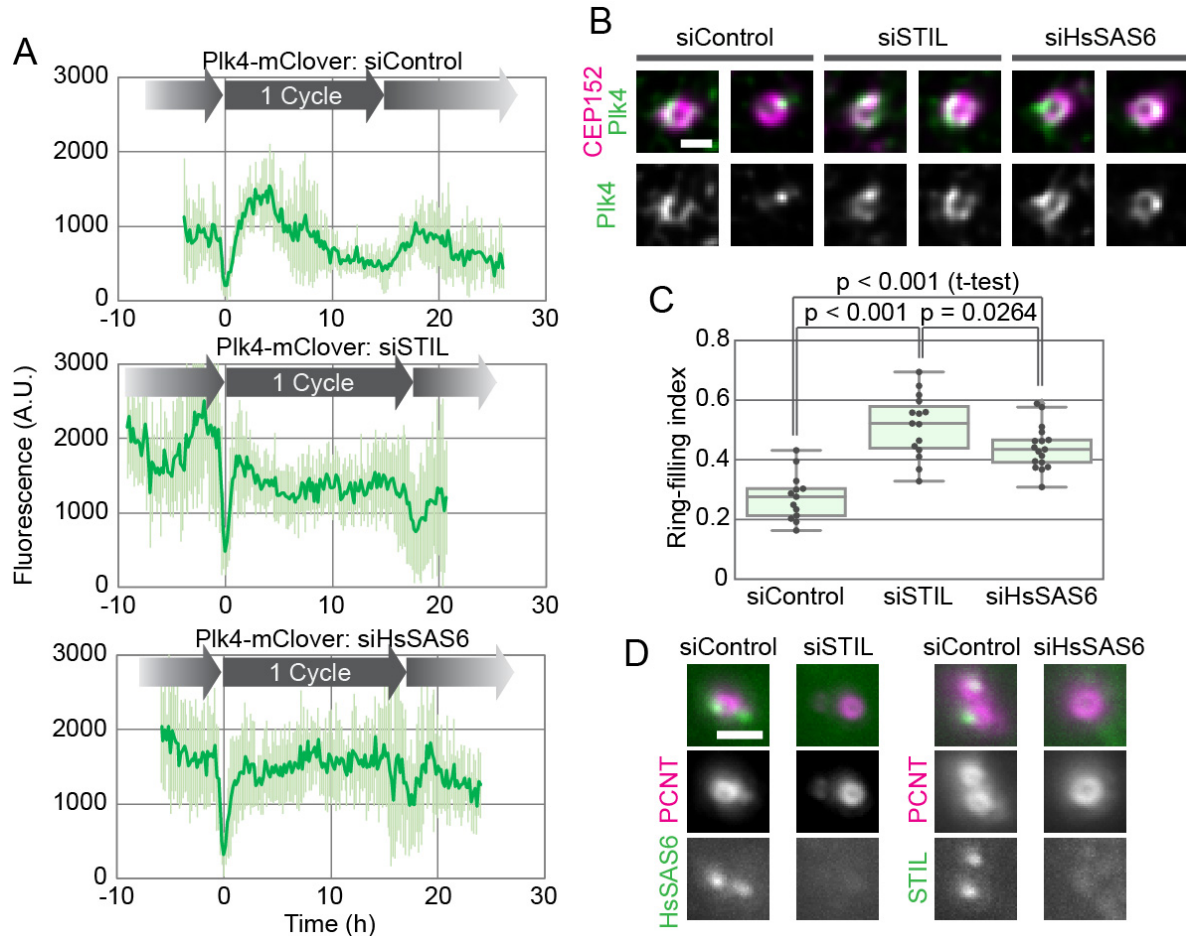 A
Plk4-mClover: siControl
1 Cycle
3000
2000
1000
0
-10 0 10 20 30
Plk4-mClover: siSTIL
1 Cycle
3000
2000
1000
0
-10 0 10 20 30
Plk4-mClover: siHsSAS6
1 Cycle
3000
2000
1000
0
-10 0 10 20 30
Fluorescence (A.U.)
Time (h)
B
siControl siSTIL siHsSAS6
CEP152
Plk4
Plk4
C
p < 0.001 (t-test)
p < 0.001 p = 0.0264
0.8
0.6
0.4
0.2
0
Ring-filling index
siControl siSTIL siHsSAS6
D
siControl siSTIL siControl siHsSAS6
PCNT PCNT
HsSAS6 STIL